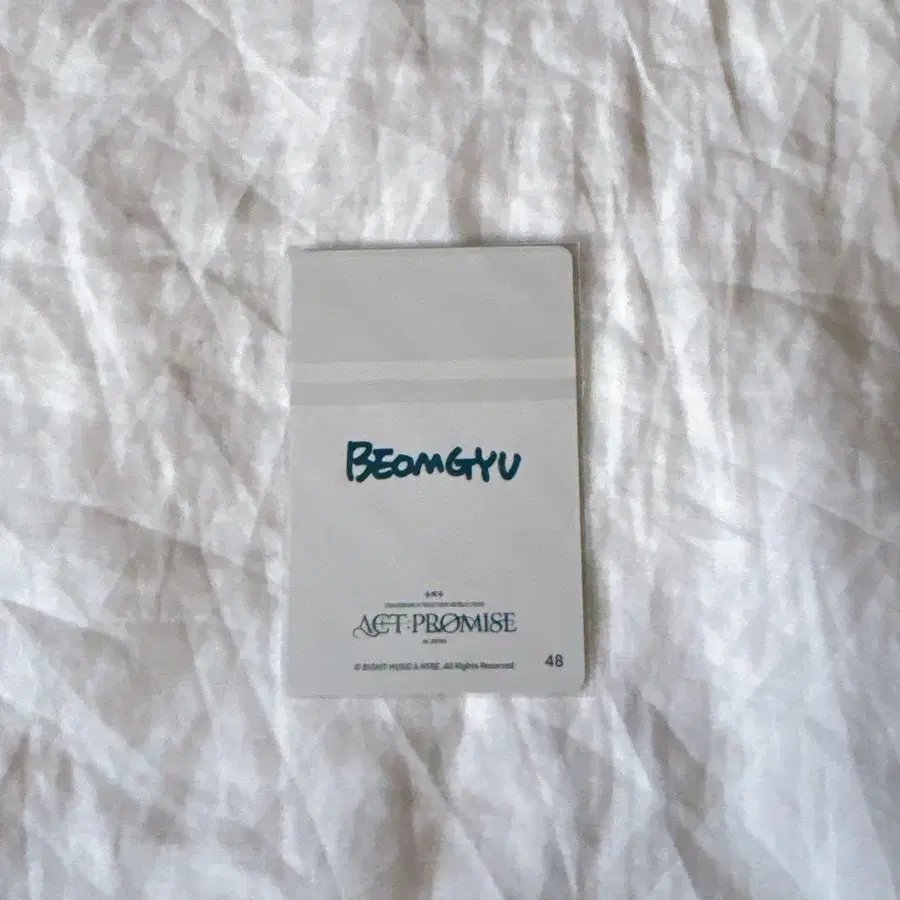 BEOMGYU
ACT:PROMISE
IN JAPAN
© BIGHIT MUSIC & HYBE. All Rights Reserved
48